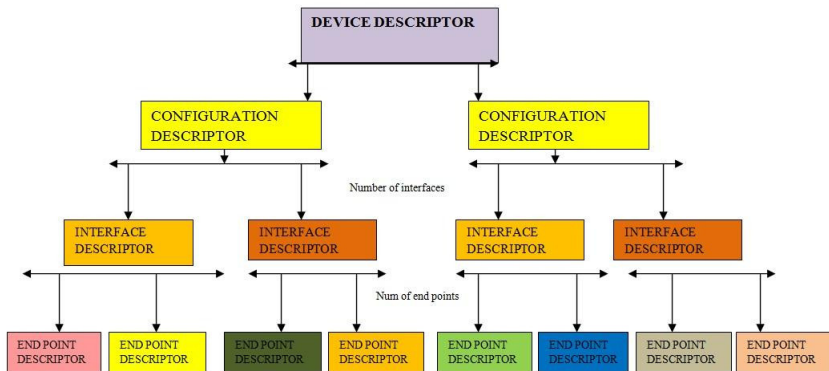 DEVICE DESCRIPTOR
CONFIGURATION
DESCRIPTOR
CONFIGURATION
DESCRIPTOR
Number of interfaces
INTERFACE
DESCRIPTOR
INTERFACE
DESCRIPTOR
INTERFACE
DESCRIPTOR
INTERFACE
DESCRIPTOR
Num of end points
END POINT
DESCRIPTOR
END POINT
DESCRIPTOR
END POINT
DESCRIPTOR
END POINT
DESCRIPTOR
END POINT
DESCRIPTOR
END POINT
DESCRIPTOR
END POINT
DESCRIPTOR
END POINT
DESCRIPTOR